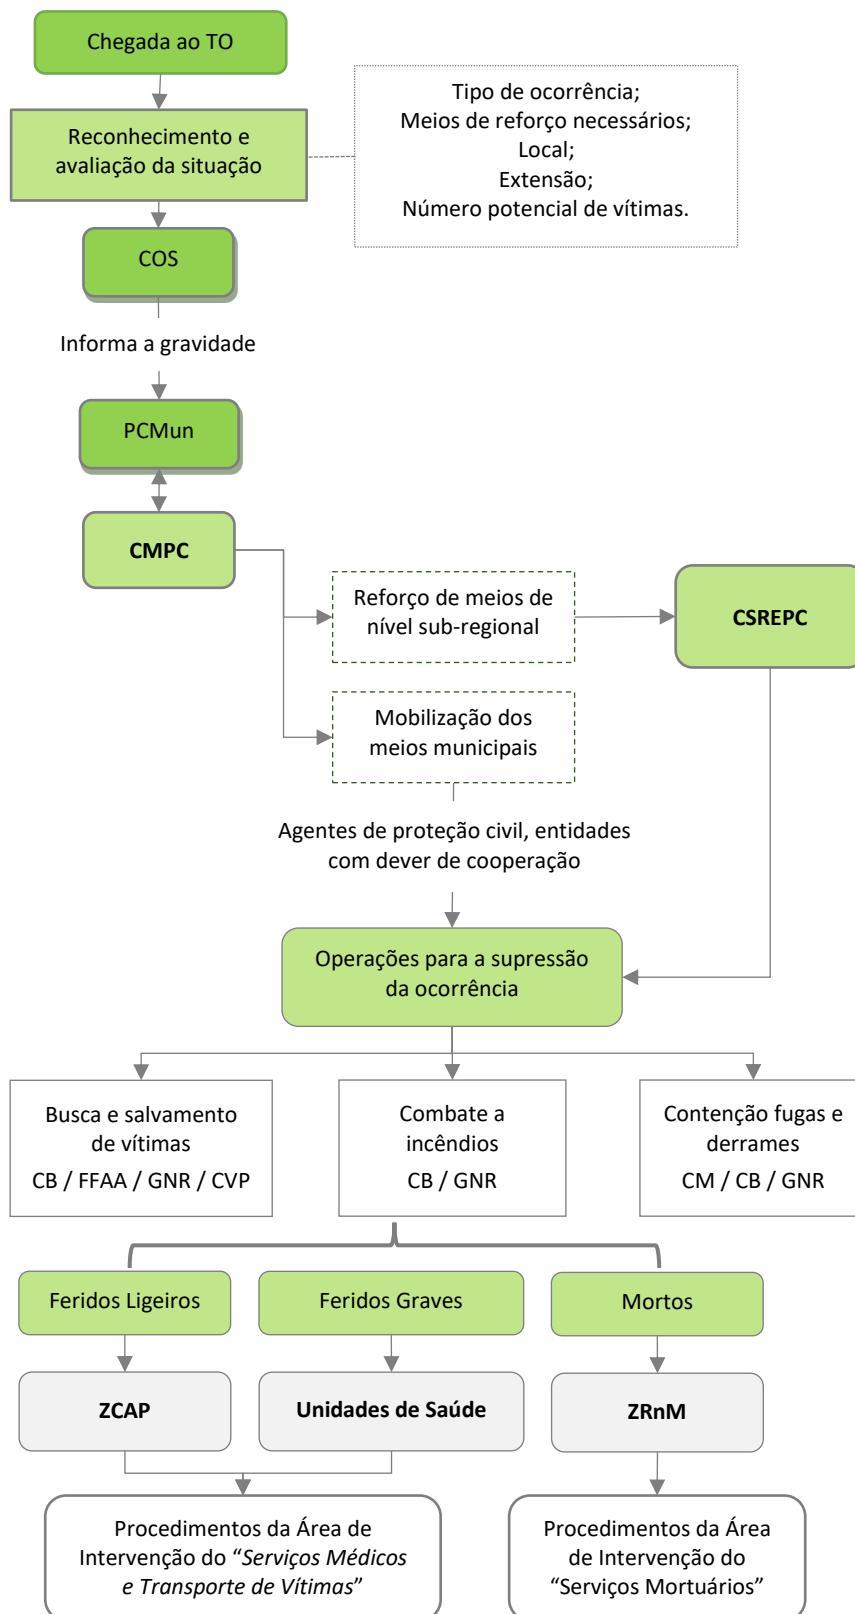 Chegada ao TO
Reconhecimento e
avaliação da situação
Tipo de ocorrência;
Meios de reforço necessários;
Local;
Extensão;
Número potencial de vítimas.
COS
Informa a gravidade
PCMun
CMPC
Reforço de meios de
nível sub-regional
CSREPC
Mobilização dos
meios municipais
Agentes de proteção civil, entidades
com dever de cooperação
Operações para a supressão
da ocorrência
Busca e salvamento
de vítimas
CB / FFAA / GNR / CVP
Combate a
incêndios
CB / GNR
Contenção fugas e
derrames
CM / CB / GNR
Feridos Ligeiros
Feridos Graves
Mortos
ZCAP
Unidades de Saúde
ZRnM
Procedimentos da Área de
Intervenção do “Serviços Médicos
e Transporte de Vítimas”
Procedimentos da Área
de Intervenção do
“Serviços Mortuários”